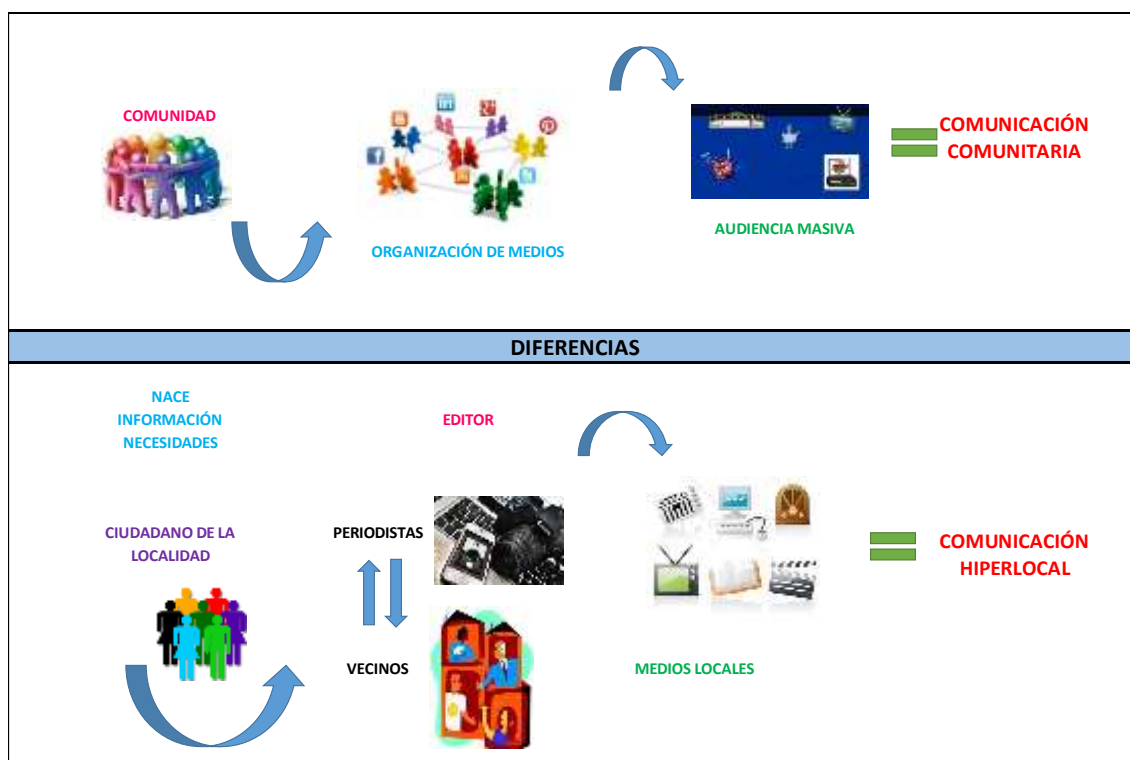 COMUNIDAD
ORGANIZACIÓN DE MEDIOS
AUDIENCIA MASIVA
COMUNICACIÓN
COMUNITARIA
DIFERENCIAS
NACE
INFORMACIÓN
NECESIDADES
EDITOR
CIUDADANO DE LA
LOCALIDAD
PERIODISTAS
VECINOS
MEDIOS LOCALES
COMUNICACIÓN
HIPERLOCAL